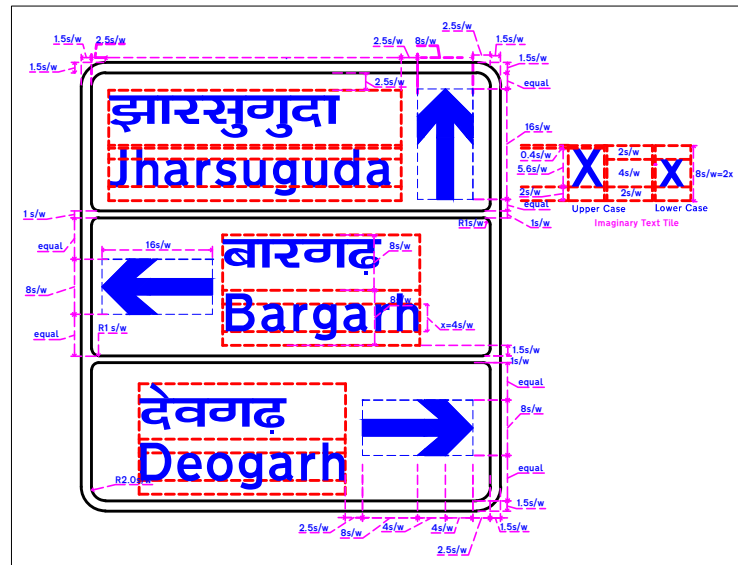 2.5s/w
1.5s/w 2.5s/w 2.5s/w 8s/w 1.5s/w
1.5s/w 1.5s/w
2.5s/w equal
झारसुगुदा
16s/w
Jharsuguda
0.4s/w X 2s/w
5.6s/w 4s/w x 8s/w=2x
2s/w 2s/w
equal
Upper Case Lower Case
1 s/w R1s/w 1s/w
Imaginary Text Tile
equal 16s/w 8s/w
बारगढ़
8s/w 8s/w
Bargarh
x=4s/w
equal R1 s/w
1.5s/w
1s/w
equal
देवगढ़
8s/w
Deogarh
equal
R2.0s/w
1.5s/w
2.5s/w 8s/w 4s/w 4s/w 1.5s/w
2.5s/w